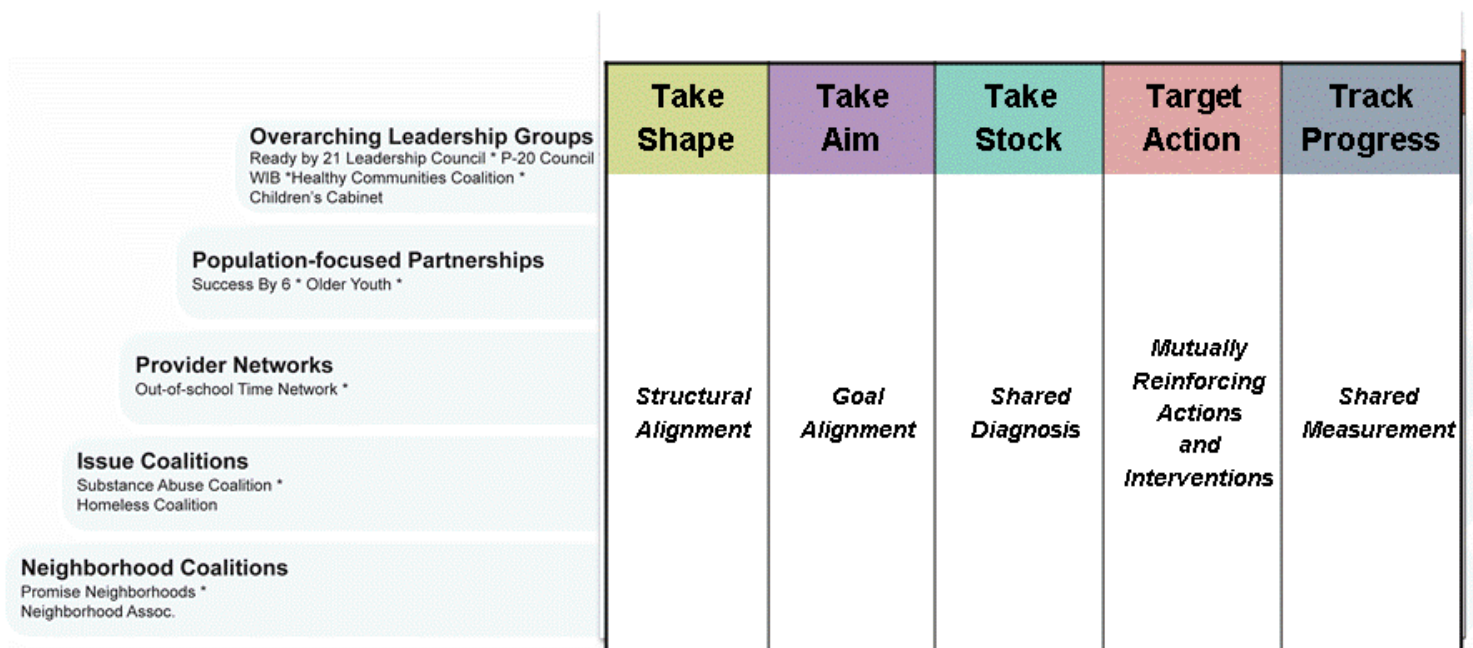 Overarching Leadership Groups
Ready by 21 Leadership Council * P-20 Council
WIB *Healthy Communities Coalition *
Children's Cabinet
Population-focused Partnerships
Success By 6 * Older Youth *
Provider Networks
Out-of-school Time Network *
Issue Coalitions
Substance Abuse Coalition *
Homeless Coalition
Neighborhood Coalitions
Promise Neighborhoods *
Neighborhood Assoc.
Take
Shape
Take
Aim
Take
Stock
Target
Action
Track
Progress
Structural
Alignment
Goal
Alignment
Shared
Diagnosis
Mutually
Reinforcing
Actions
and
Interventions
Shared
Measurement